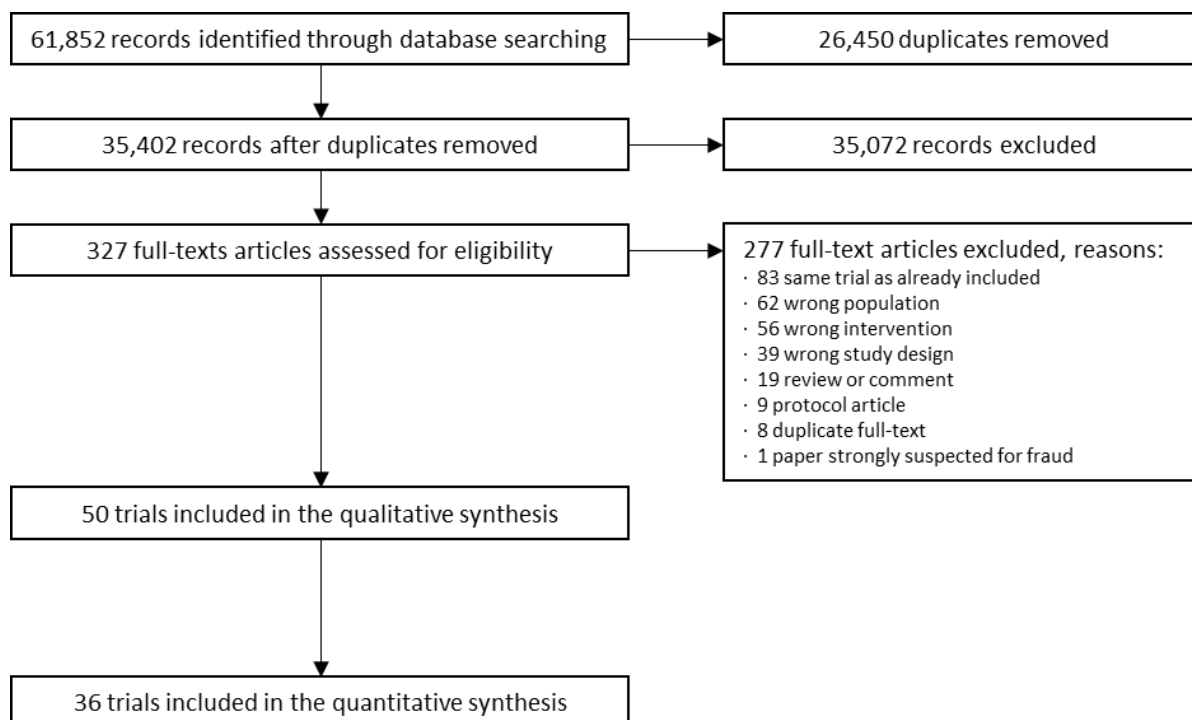 61,852 records identified through database searching
26,450 duplicates removed
35,402 records after duplicates removed
35,072 records excluded
327 full-texts articles assessed for eligibility
277 full-text articles excluded, reasons:
· 83 same trial as already included
· 62 wrong population
· 56 wrong intervention
· 39 wrong study design
· 19 review or comment
· 9 protocol article
· 8 duplicate full-text
· 1 paper strongly suspected for fraud
50 trials included in the qualitative synthesis
36 trials included in the quantitative synthesis